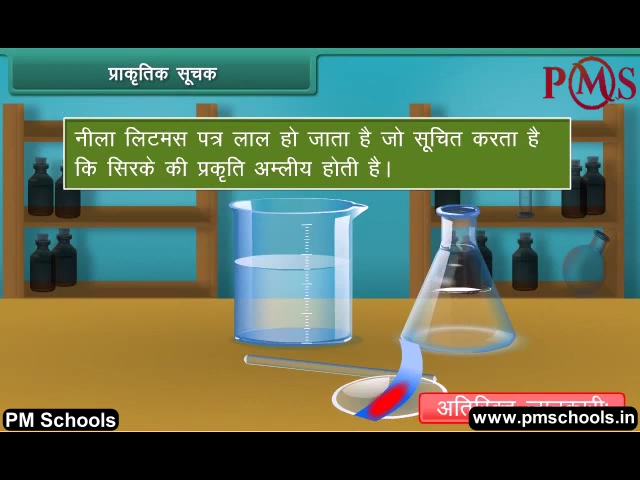 प्राकृतिक सूचक
PMS
नीला लिटमस पत्र लाल हो जाता है जो सूचित करता है
कि सिरके की प्रकृति अम्लीय होती है।
PM Schools
www.pmschools.in